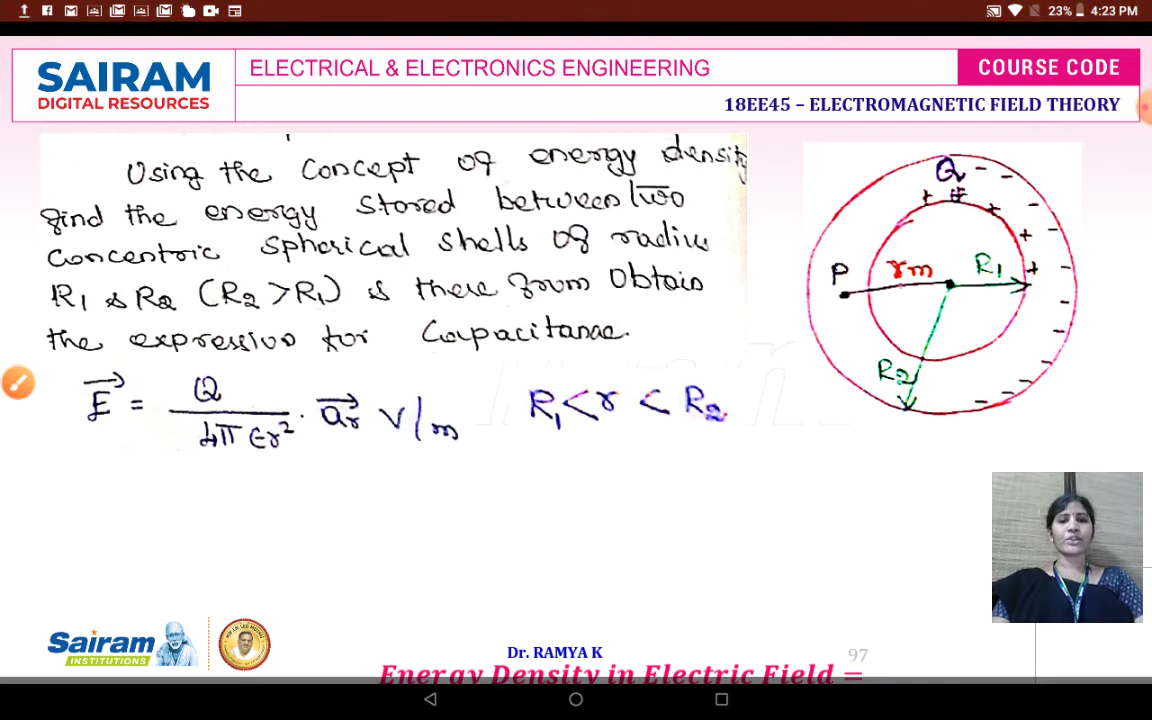 23% 4:23 PM
SAIRAM
DIGITAL RESOURCES
ELECTRICAL & ELECTRONICS ENGINEERING
COURSE CODE
18EE45 – ELECTROMAGNETIC FIELD THEORY
Using the concept of energy density
find the energy stored between two
concentric spherical shells of radius
R1 & R2 (R2 > R1) & there from obtain
the expression for capacitance.
E⃗ = Q / 4π∈r² . a⃗r V/m R1 < r < R2
Q - -
+ + + - -
+ -
P rm R1 + -
R2 -
- - -
Sairam
INSTITUTIONS
Dr. RAMYA K
97
Energy Density in Electric Field =